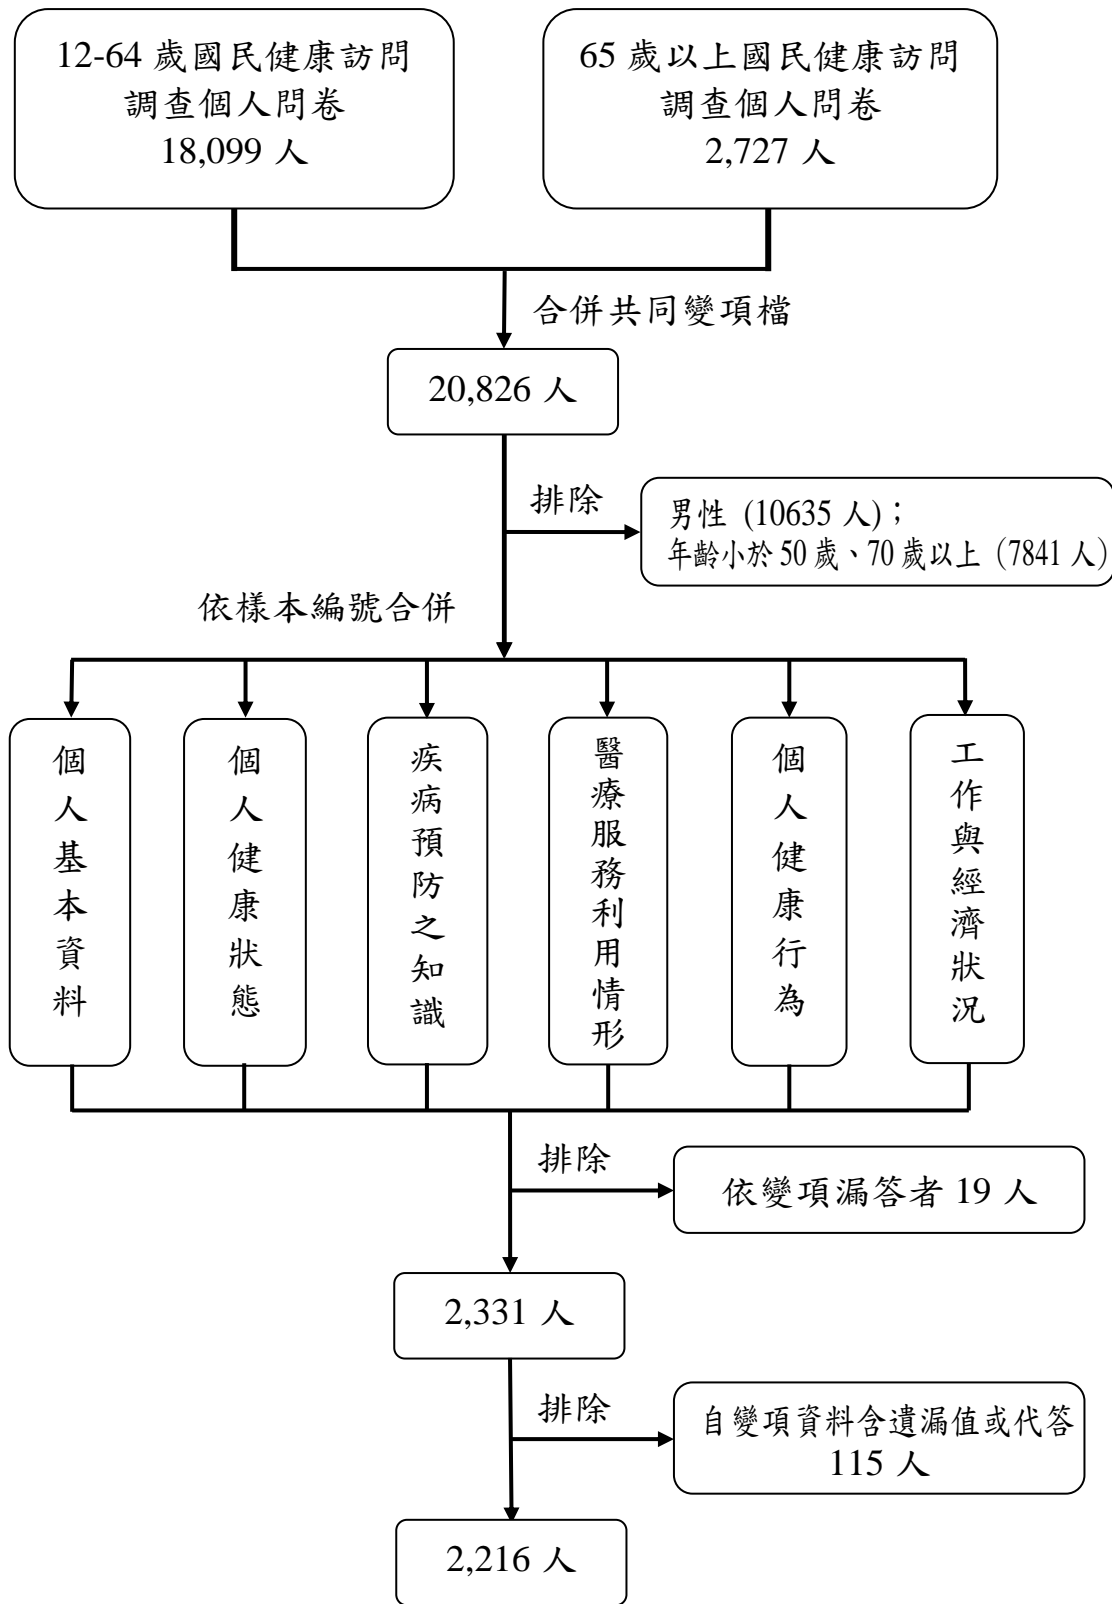 12-64 歲國民健康訪問
調查個人問卷
18,099 人
65 歲以上國民健康訪問
調查個人問卷
2,727 人
合併共同變項檔
20,826 人
排除
男性 (10635 人)；
年齡小於 50 歲、70 歲以上 (7841 人)
依樣本編號合併
個人基本資料
個人健康狀態
疾病預防之知識
醫療服務利用情形
個人健康行為
工作與經濟狀況
排除
依變項漏答者 19 人
2,331 人
排除
自變項資料含遺漏值或代答
115 人
2,216 人